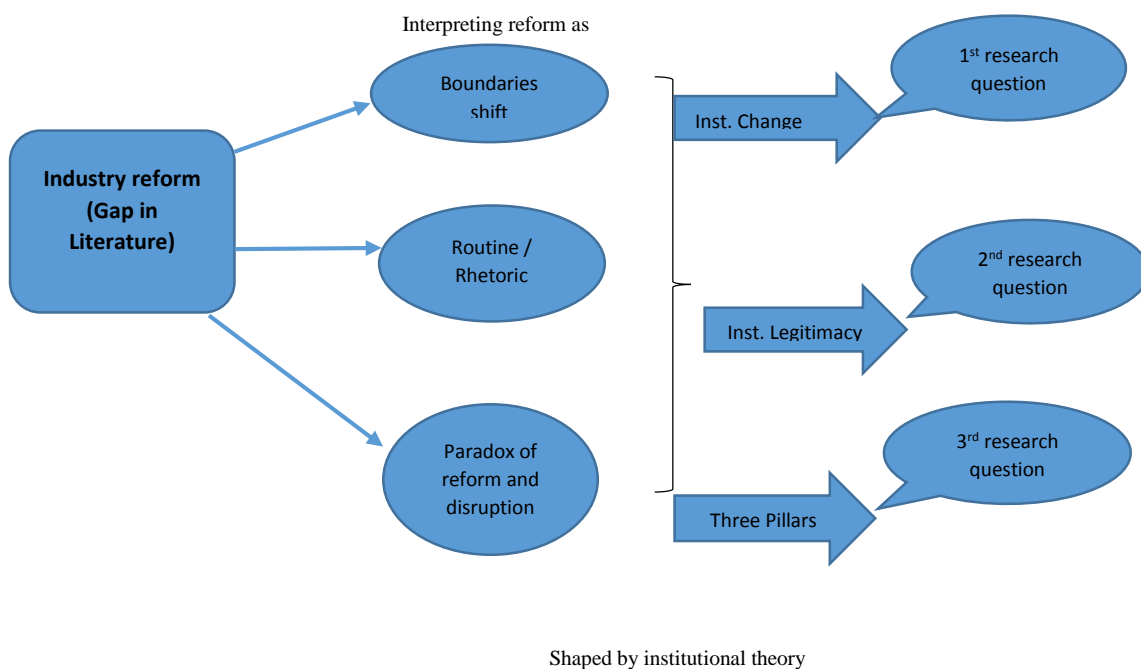 Interpreting reform as
Boundaries
shift
1st research
question
Inst. Change
Industry reform
(Gap in
Literature)
Routine /
Rhetoric
2nd research
question
Inst. Legitimacy
Paradox of
reform and
disruption
3rd research
question
Three Pillars
Shaped by institutional theory